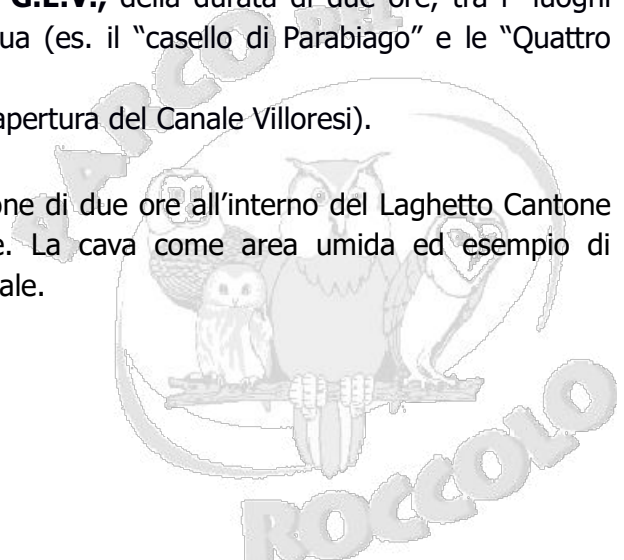 G.E.V., della durata di due ore, tra i “luoghi
ua (es. il “casello di Parabiago” e le “Quattro
apertura del Canale Villoresi).
one di due ore all’interno del Laghetto Cantone
e. La cava come area umida ed esempio di
ale.
PARCO DEL
ROCCOLO